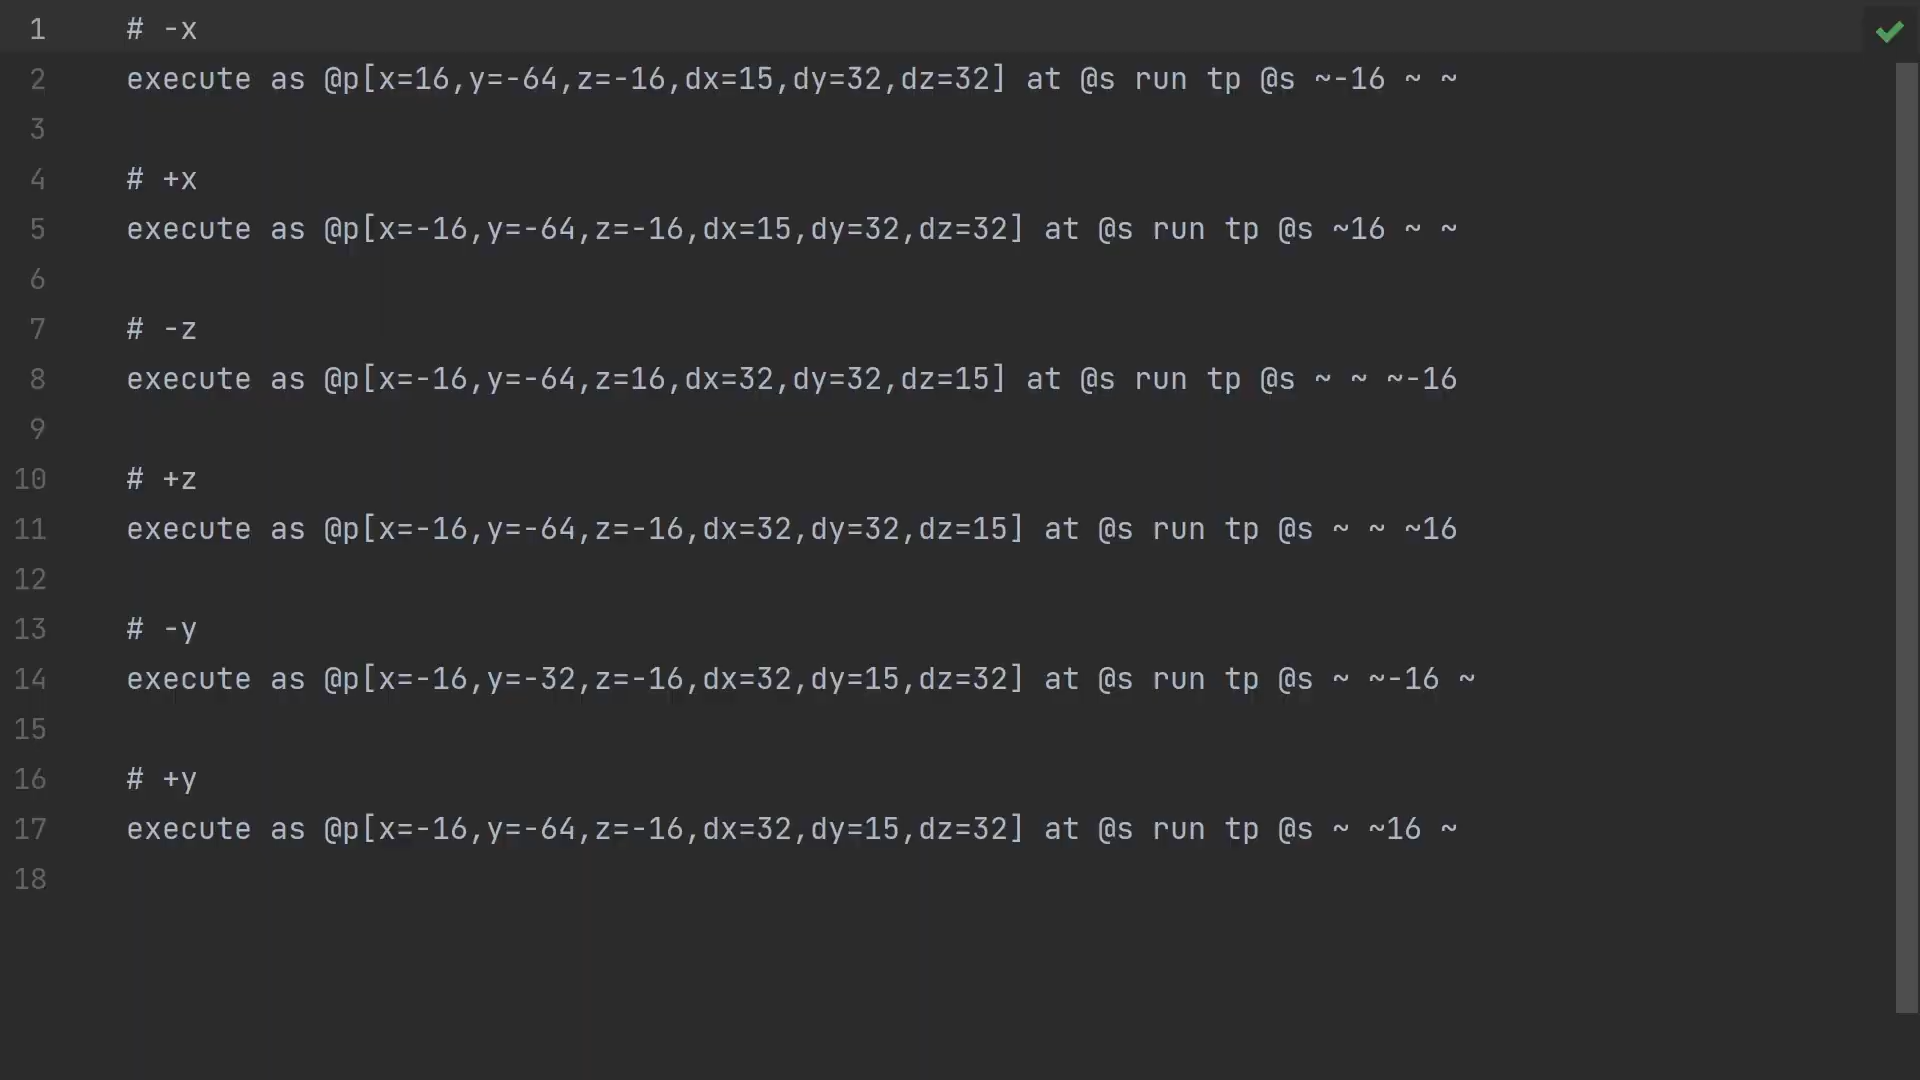 1 # -x
2 execute as @p[x=16,y=-64,z=-16,dx=15,dy=32,dz=32] at @s run tp @s ~-16 ~ ~
3
4 # +x
5 execute as @p[x=-16,y=-64,z=-16,dx=15,dy=32,dz=32] at @s run tp @s ~16 ~ ~
6
7 # -z
8 execute as @p[x=-16,y=-64,z=16,dx=32,dy=32,dz=15] at @s run tp @s ~ ~ ~-16
9
10 # +z
11 execute as @p[x=-16,y=-64,z=-16,dx=32,dy=32,dz=15] at @s run tp @s ~ ~ ~16
12
13 # -y
14 execute as @p[x=-16,y=-32,z=-16,dx=32,dy=15,dz=32] at @s run tp @s ~ ~-16 ~
15
16 # +y
17 execute as @p[x=-16,y=-64,z=-16,dx=32,dy=15,dz=32] at @s run tp @s ~ ~16 ~
18